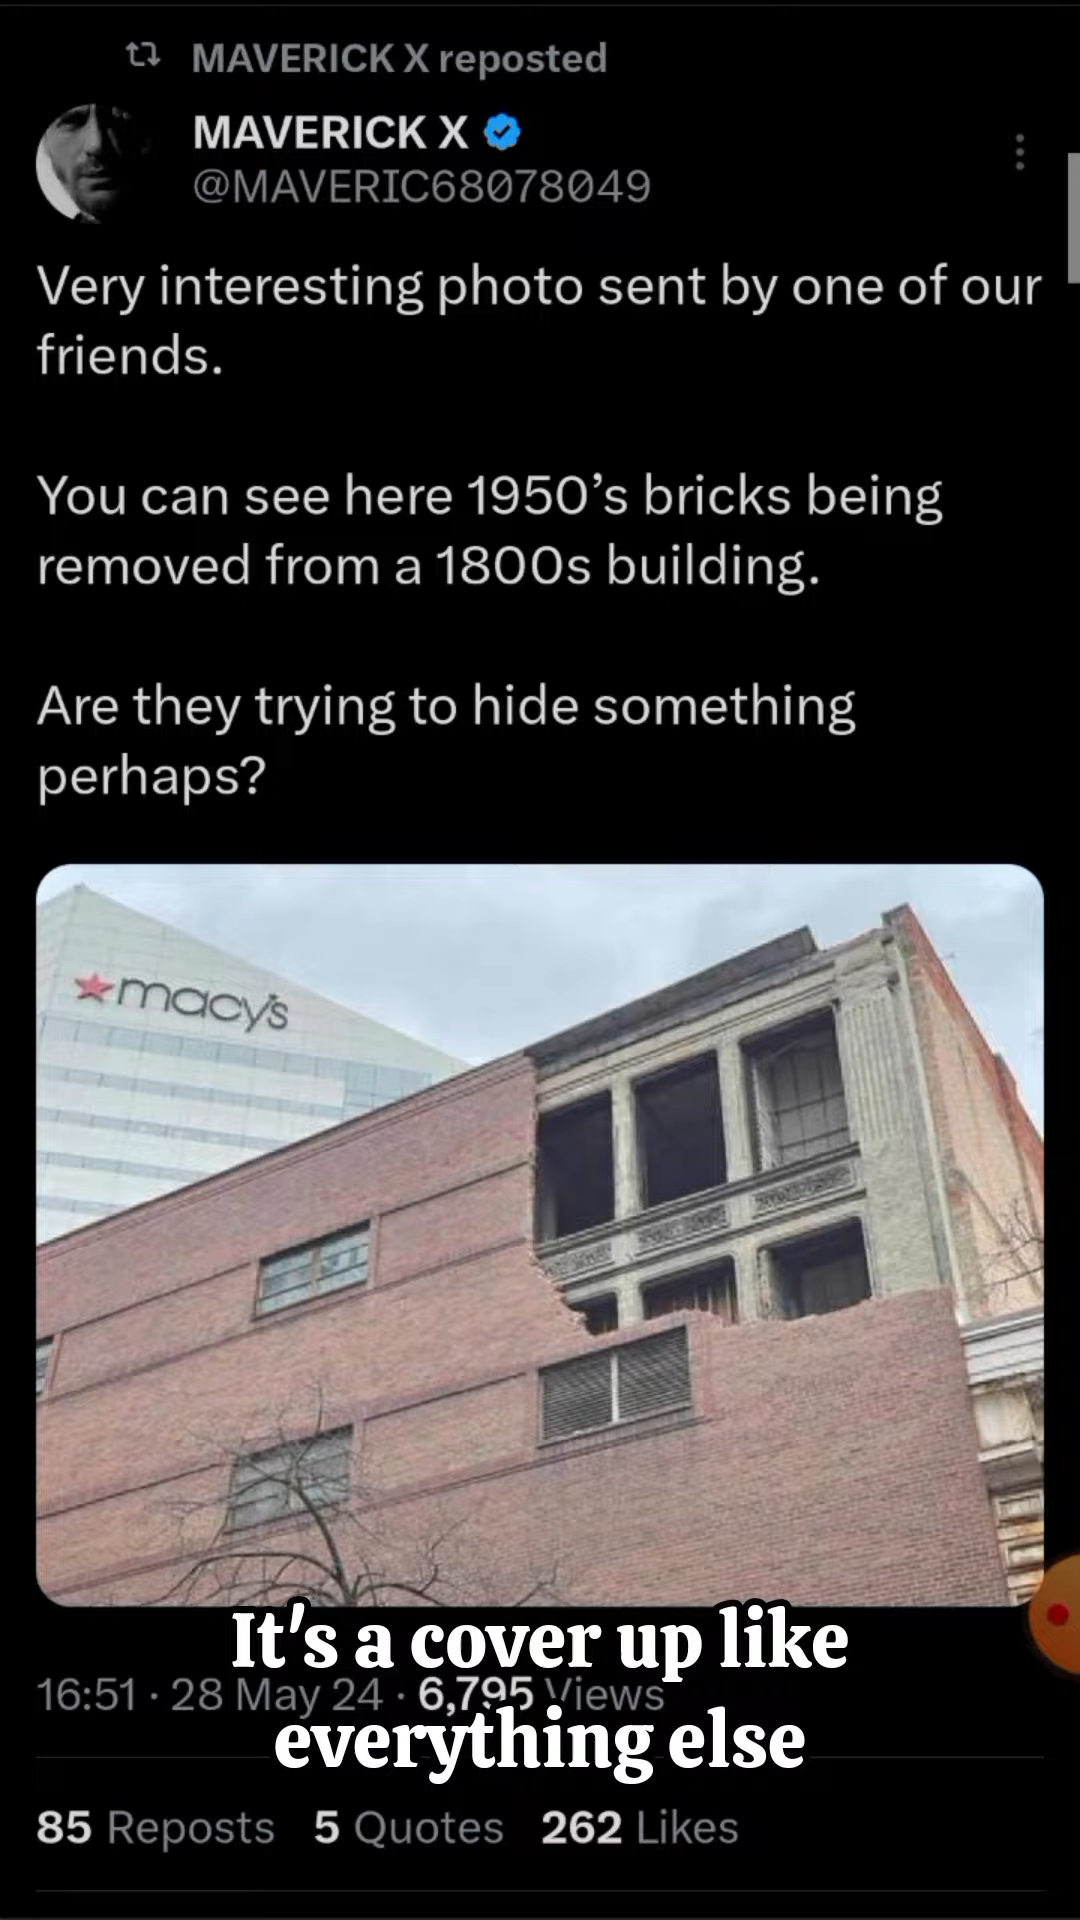 MAVERICK X reposted
MAVERICK X
@MAVERIC68078049
Very interesting photo sent by one of our
friends.
You can see here 1950's bricks being
removed from a 1800s building.
Are they trying to hide something
perhaps?
macy's
It's a cover up like
16:51 · 28 May 24 · 6,795 Views
everything else
85 Reposts 5 Quotes 262 Likes